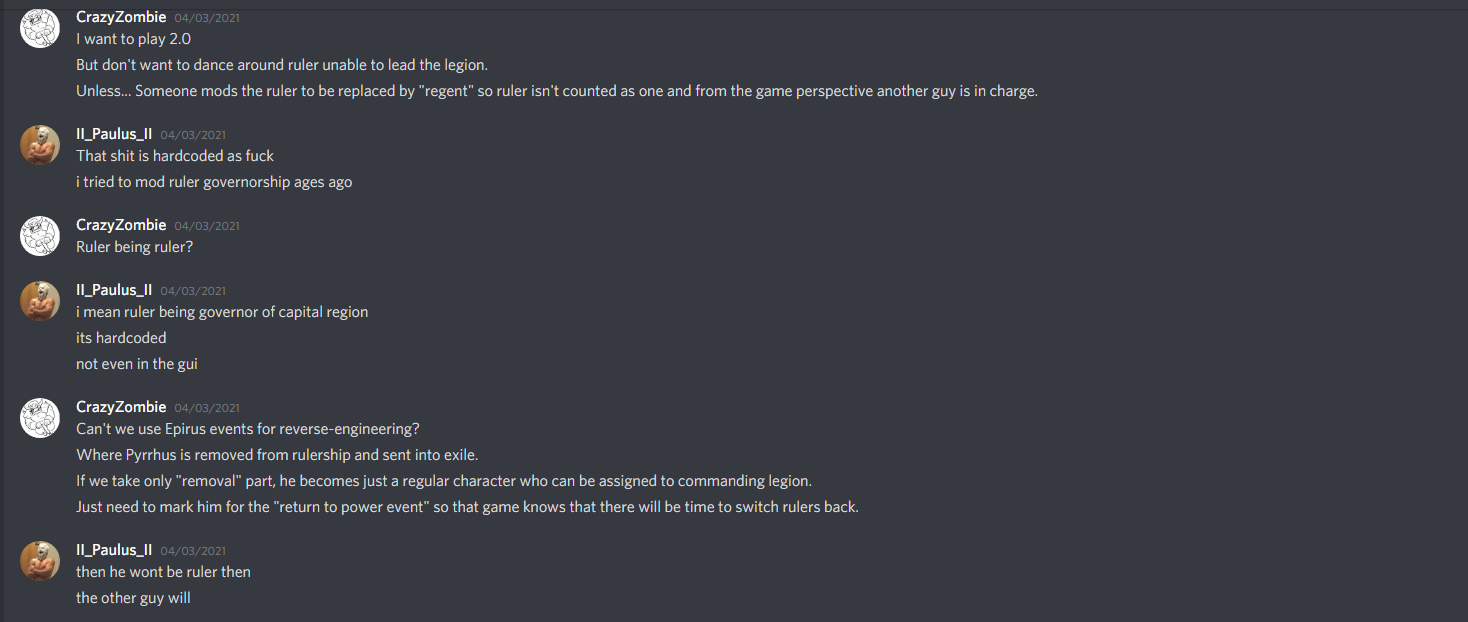 CrazyZombie 04/03/2021
I want to play 2.0
But don't want to dance around ruler unable to lead the legion.
Unless... Someone mods the ruler to be replaced by "regent" so ruler isn't counted as one and from the game perspective another guy is in charge.
II_Paulus_II 04/03/2021
That shit is hardcoded as fuck
i tried to mod ruler governorship ages ago
CrazyZombie 04/03/2021
Ruler being ruler?
II_Paulus_II 04/03/2021
i mean ruler being governor of capital region
its hardcoded
not even in the gui
CrazyZombie 04/03/2021
Can't we use Epirus events for reverse-engineering?
Where Pyrrhus is removed from rulership and sent into exile.
If we take only "removal" part, he becomes just a regular character who can be assigned to commanding legion.
Just need to mark him for the "return to power event" so that game knows that there will be time to switch rulers back.
II_Paulus_II 04/03/2021
then he wont be ruler then
the other guy will